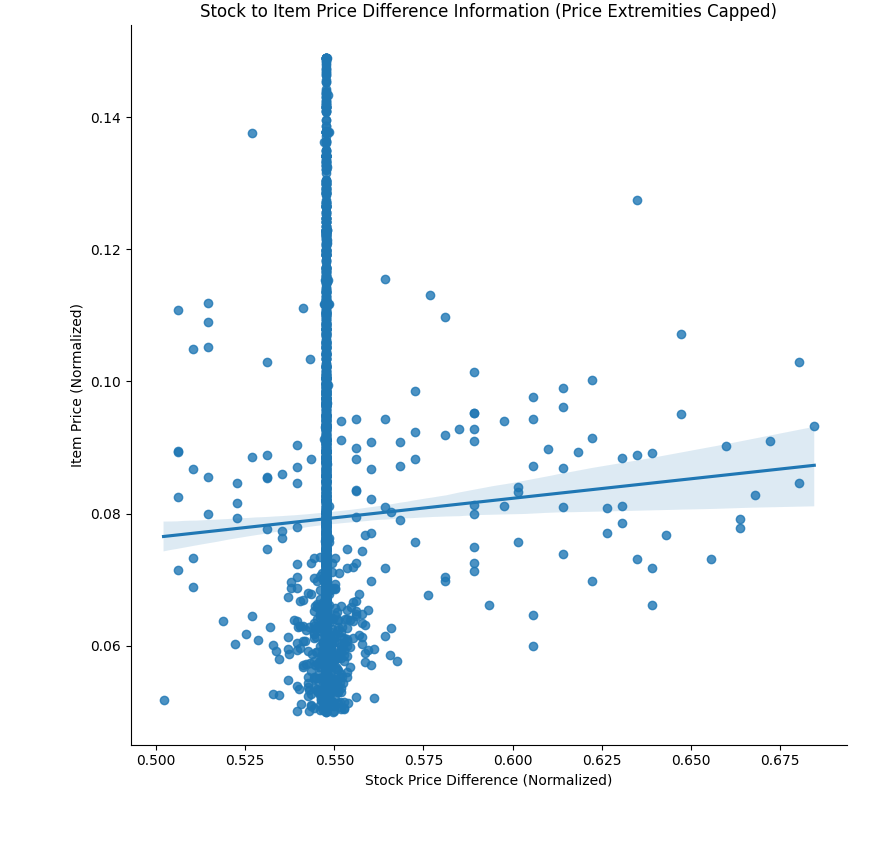 Stock to Item Price Difference Information (Price Extremities Capped)
Item Price (Normalized)
0.14
0.12
0.10
0.08
0.06
0.500 0.525 0.550 0.575 0.600 0.625 0.650 0.675
Stock Price Difference (Normalized)